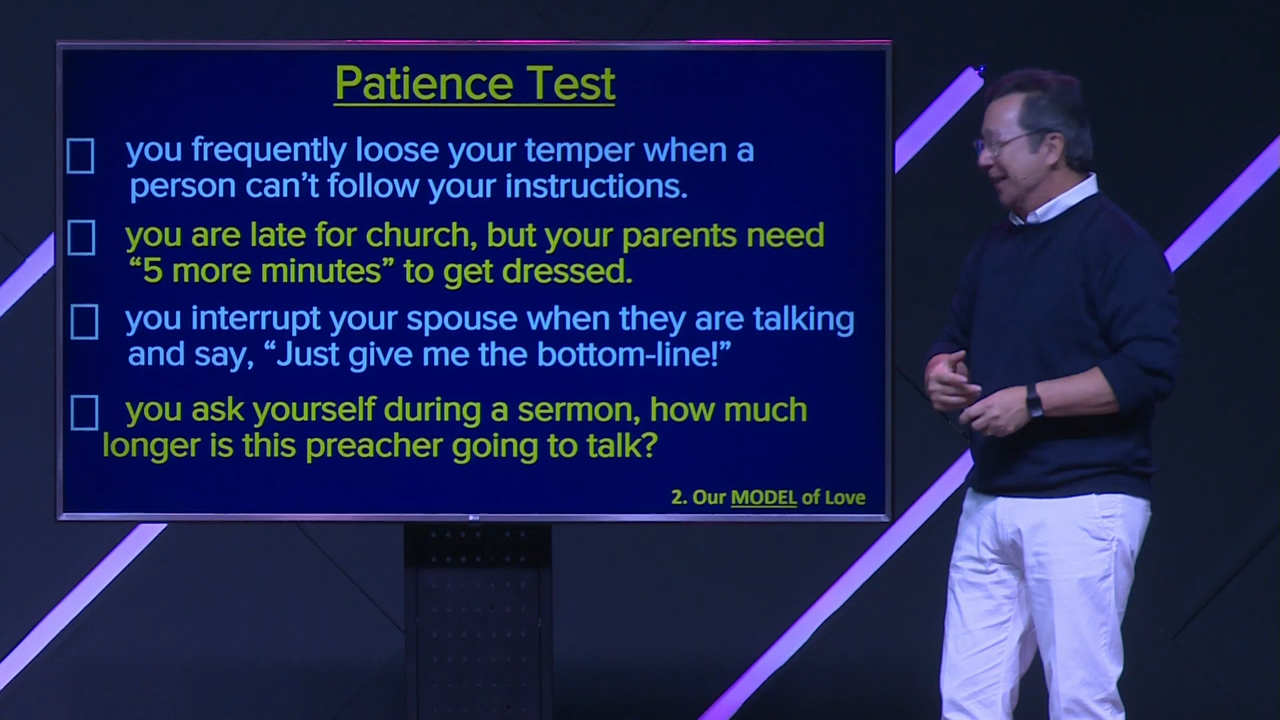 Patience Test
you frequently loose your temper when a
person can't follow your instructions.
you are late for church, but your parents need
“5 more minutes” to get dressed.
you interrupt your spouse when they are talking
and say, “Just give me the bottom-line!”
you ask yourself during a sermon, how much
longer is this preacher going to talk?
2. Our MODEL of Love
LG